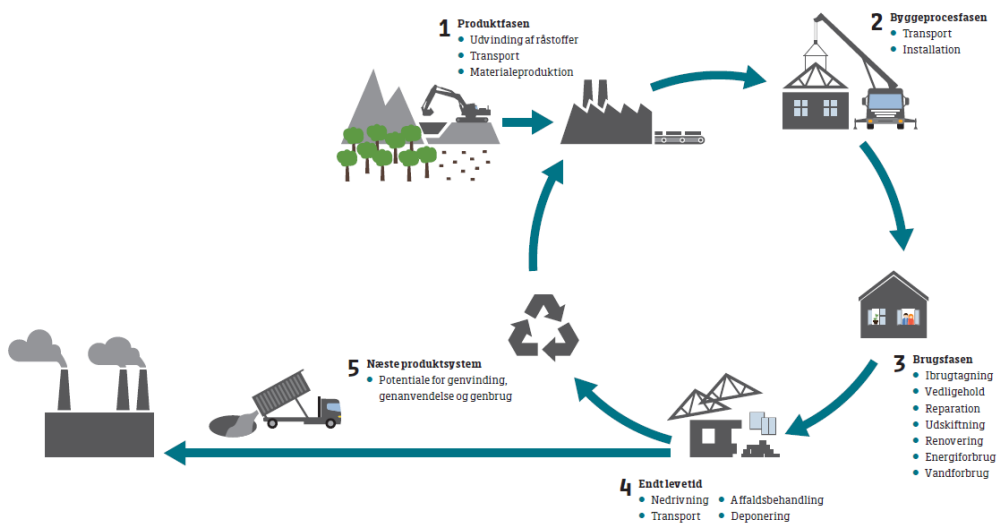 1 Produktfasen
• Udvinding af råstoffer
• Transport
• Materialeproduktion
2 Byggeprocesfasen
• Transport
• Installation
3 Brugsfasen
• Ibrugtagning
• Vedligehold
• Reparation
• Udskiftning
• Renovering
• Energiforbrug
• Vandforbrug
4 Endt levetid
• Nedrivning
• Transport
• Affaldsbehandling
• Deponering
5 Næste produktsystem
• Potentiale for genvinding,
genanvendelse og genbrug